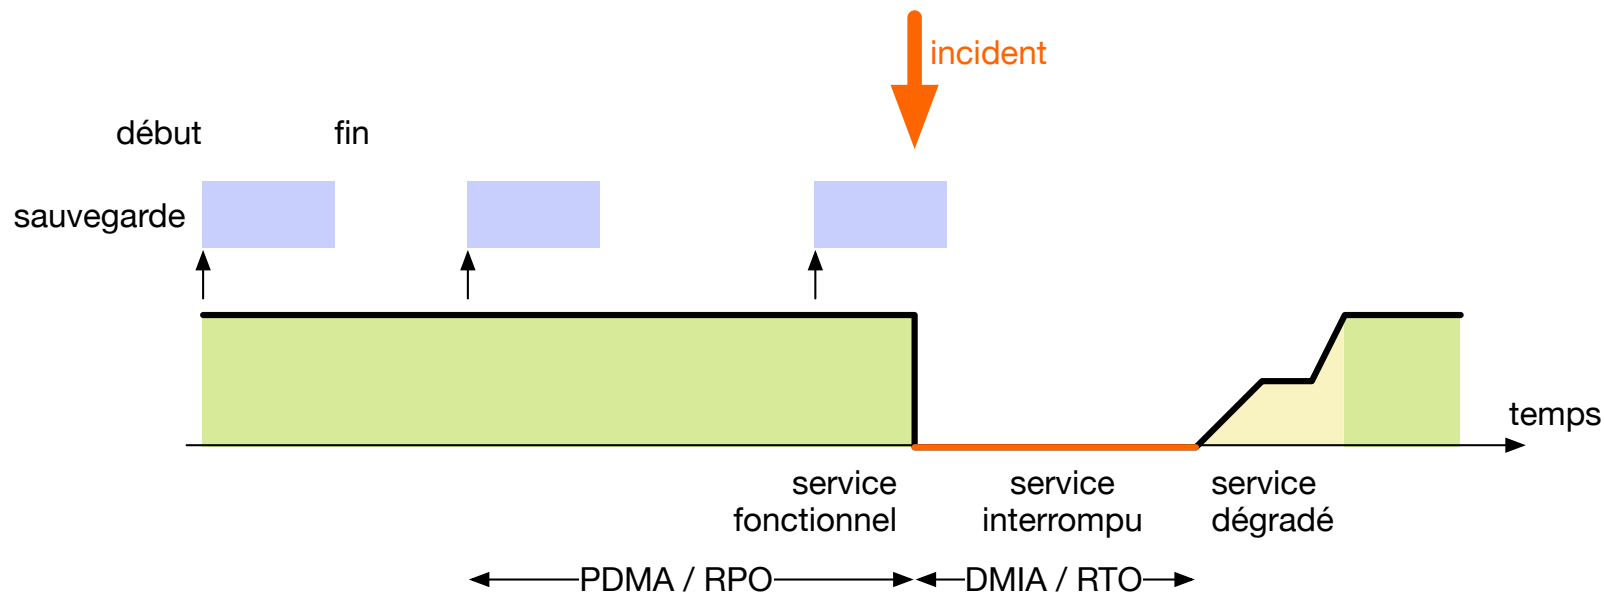 incident
début
fin
sauvegarde
temps
service
fonctionnel
service
interrompu
service
dégradé
PDMA / RPO
DMIA / RTO